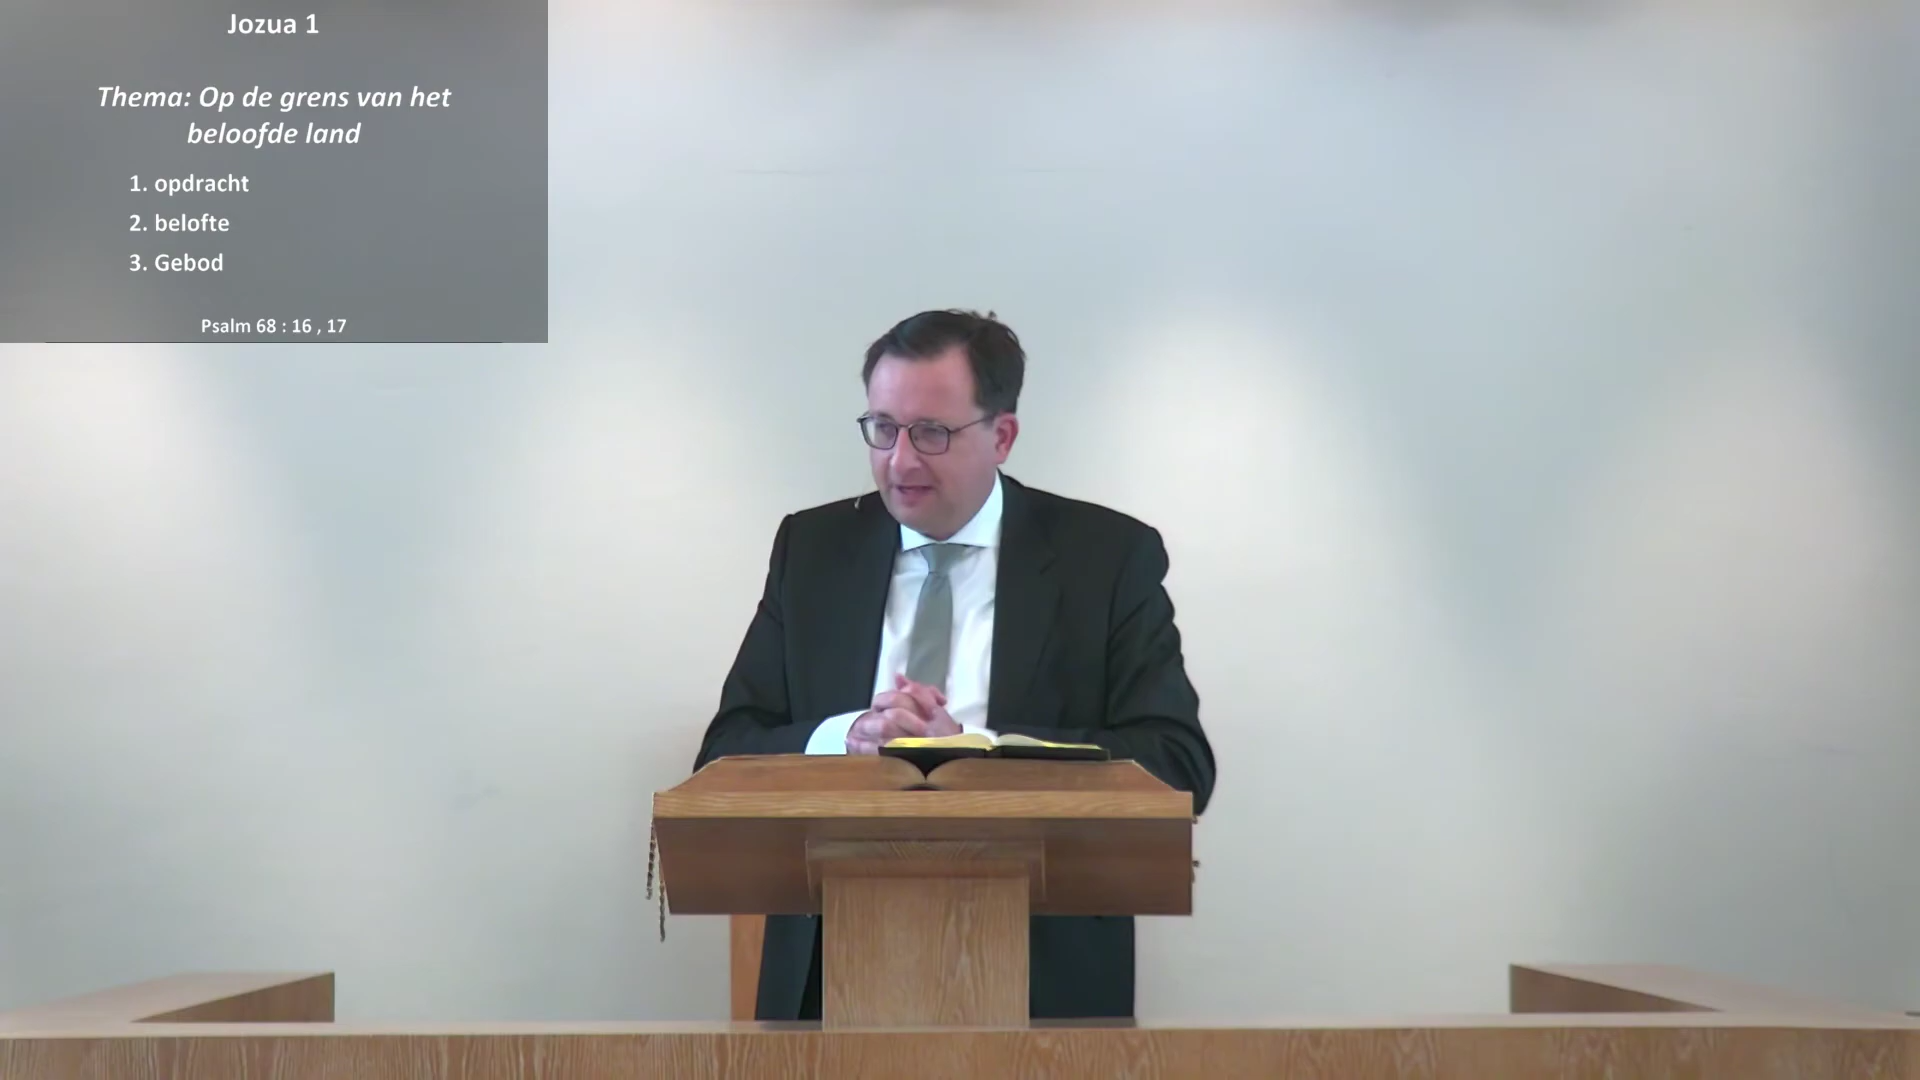 Jozua 1
Thema: Op de grens van het
beloofde land
1. opdracht
2. belofte
3. Gebod
Psalm 68 : 16 , 17